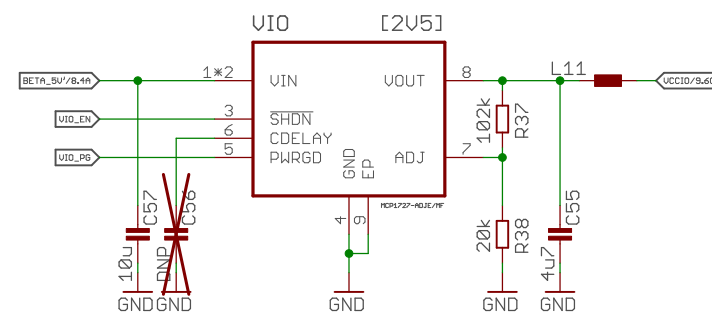 VIO [2V5]
BETA_5V'/8.4A 1*2 VIN VOUT 8 L11 VCCIO/9.6C
VIO_EN 3 SHDN
6 CDELAY
VIO_PG 5 PWRGD GND EP ADJ 7
102k R37
MCP1727-ADJE/MF
4 9
10u C57
DNP C56
20k R38
4u7 C55
GND GND GND GND GND